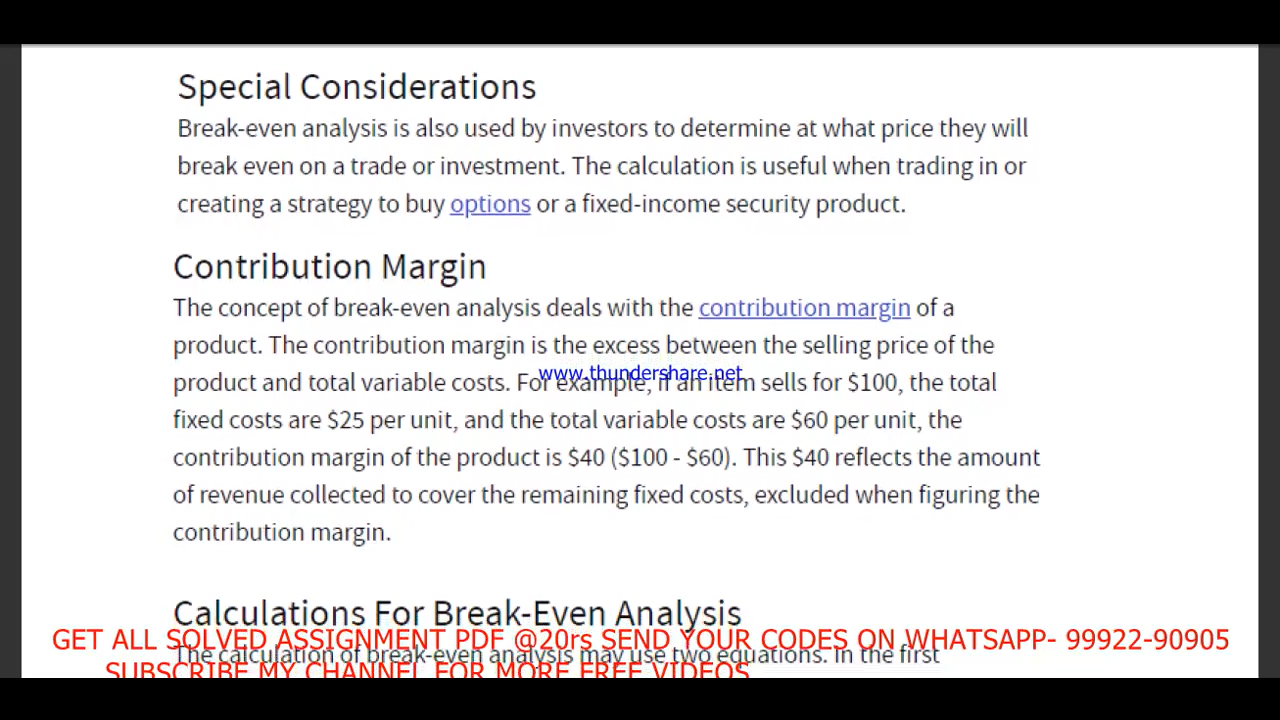 Special Considerations
Break-even analysis is also used by investors to determine at what price they will
break even on a trade or investment. The calculation is useful when trading in or
creating a strategy to buy options or a fixed-income security product.
Contribution Margin
The concept of break-even analysis deals with the contribution margin of a
product. The contribution margin is the excess between the selling price of the
www.thundershare.net
product and total variable costs. For example, if an item sells for $100, the total
fixed costs are $25 per unit, and the total variable costs are $60 per unit, the
contribution margin of the product is $40 ($100 - $60). This $40 reflects the amount
of revenue collected to cover the remaining fixed costs, excluded when figuring the
contribution margin.
Calculations For Break-Even Analysis
GET ALL SOLVED ASSIGNMENT PDF @20rs SEND YOUR CODES ON WHATSAPP- 99922-90905
The calculation of break-even analysis may use two equations. In the first
SUBSCRIBE MY CHANNEL FOR MORE FREE VIDEOS